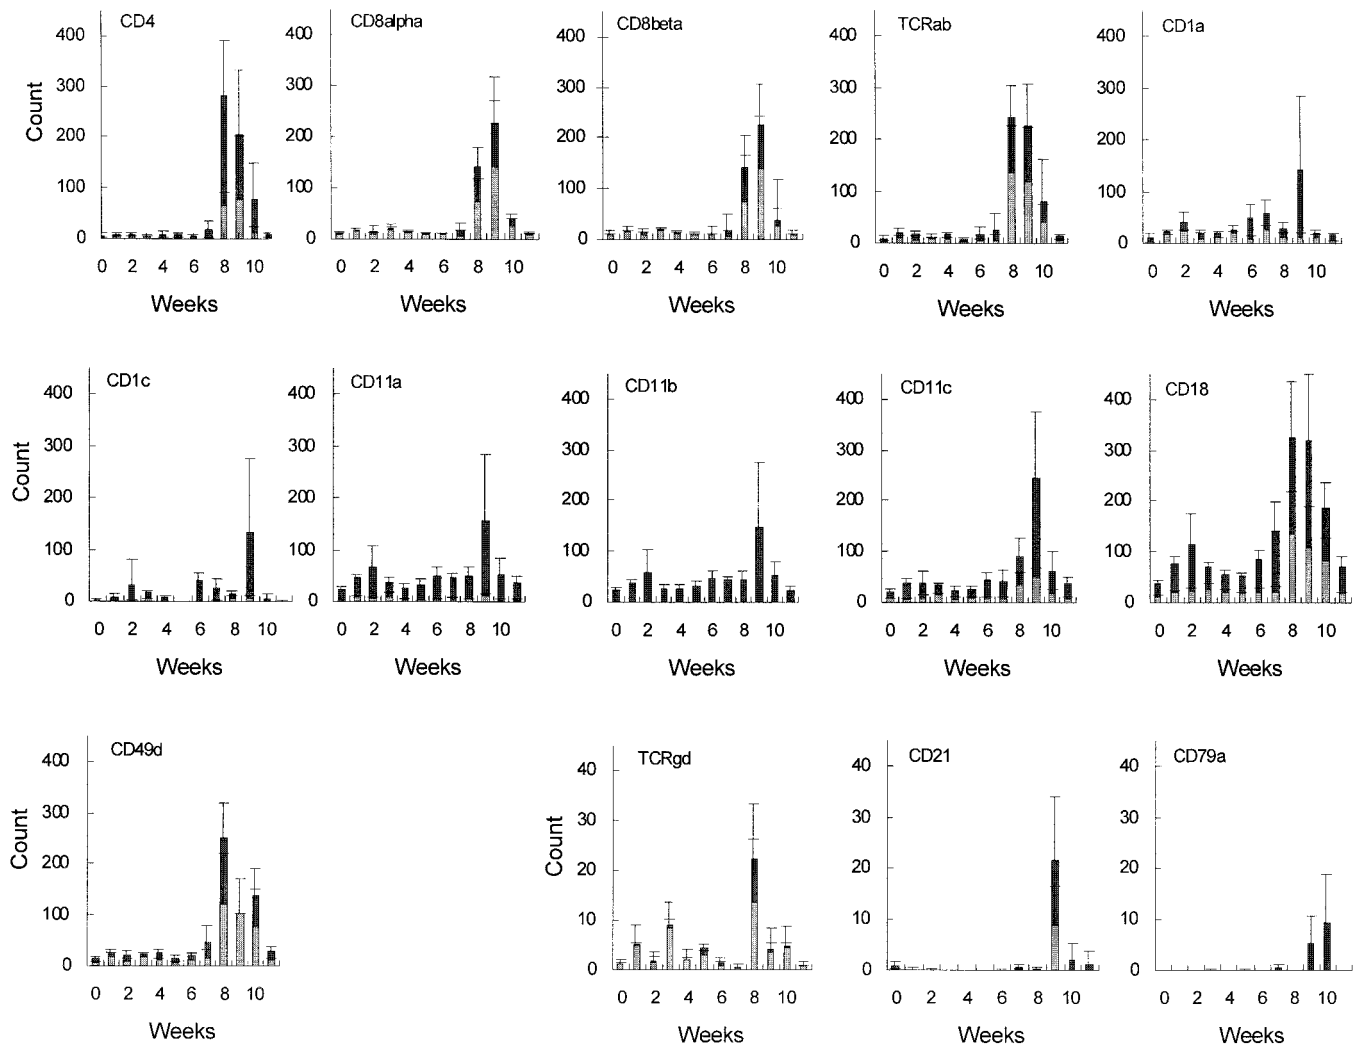 CD4
400
300
200
100
0
Count
0 2 4 6 8 10
Weeks
CD8alpha
400
300
200
100
0
0 2 4 6 8 10
Weeks
CD8beta
400
300
200
100
0
0 2 4 6 8 10
Weeks
TCRab
400
300
200
100
0
0 2 4 6 8 10
Weeks
CD1a
400
300
200
100
0
0 2 4 6 8 10
Weeks
CD1c
400
300
200
100
0
Count
0 2 4 6 8 10
Weeks
CD11a
400
300
200
100
0
0 2 4 6 8 10
Weeks
CD11b
400
300
200
100
0
0 2 4 6 8 10
Weeks
CD11c
400
300
200
100
0
0 2 4 6 8 10
Weeks
CD18
400
300
200
100
0
0 2 4 6 8 10
Weeks
CD49d
400
300
200
100
0
Count
0 2 4 6 8 10
Weeks
TCRgd
40
30
20
10
0
Count
0 2 4 6 8 10
Weeks
CD21
40
30
20
10
0
0 2 4 6 8 10
Weeks
CD79a
40
30
20
10
0
0 2 4 6 8 10
Weeks